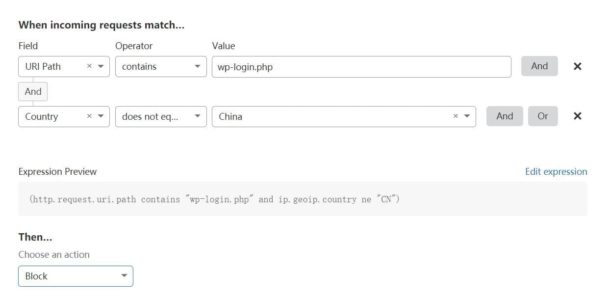 When incoming requests match...
Field Operator Value
URI Path × contains wp-login.php And ×
And
Country × does not eq... China × And Or ×
Expression Preview Edit expression
(http.request.uri.path contains "wp-login.php" and ip.geoip.country ne "CN")
Then...
Choose an action
Block